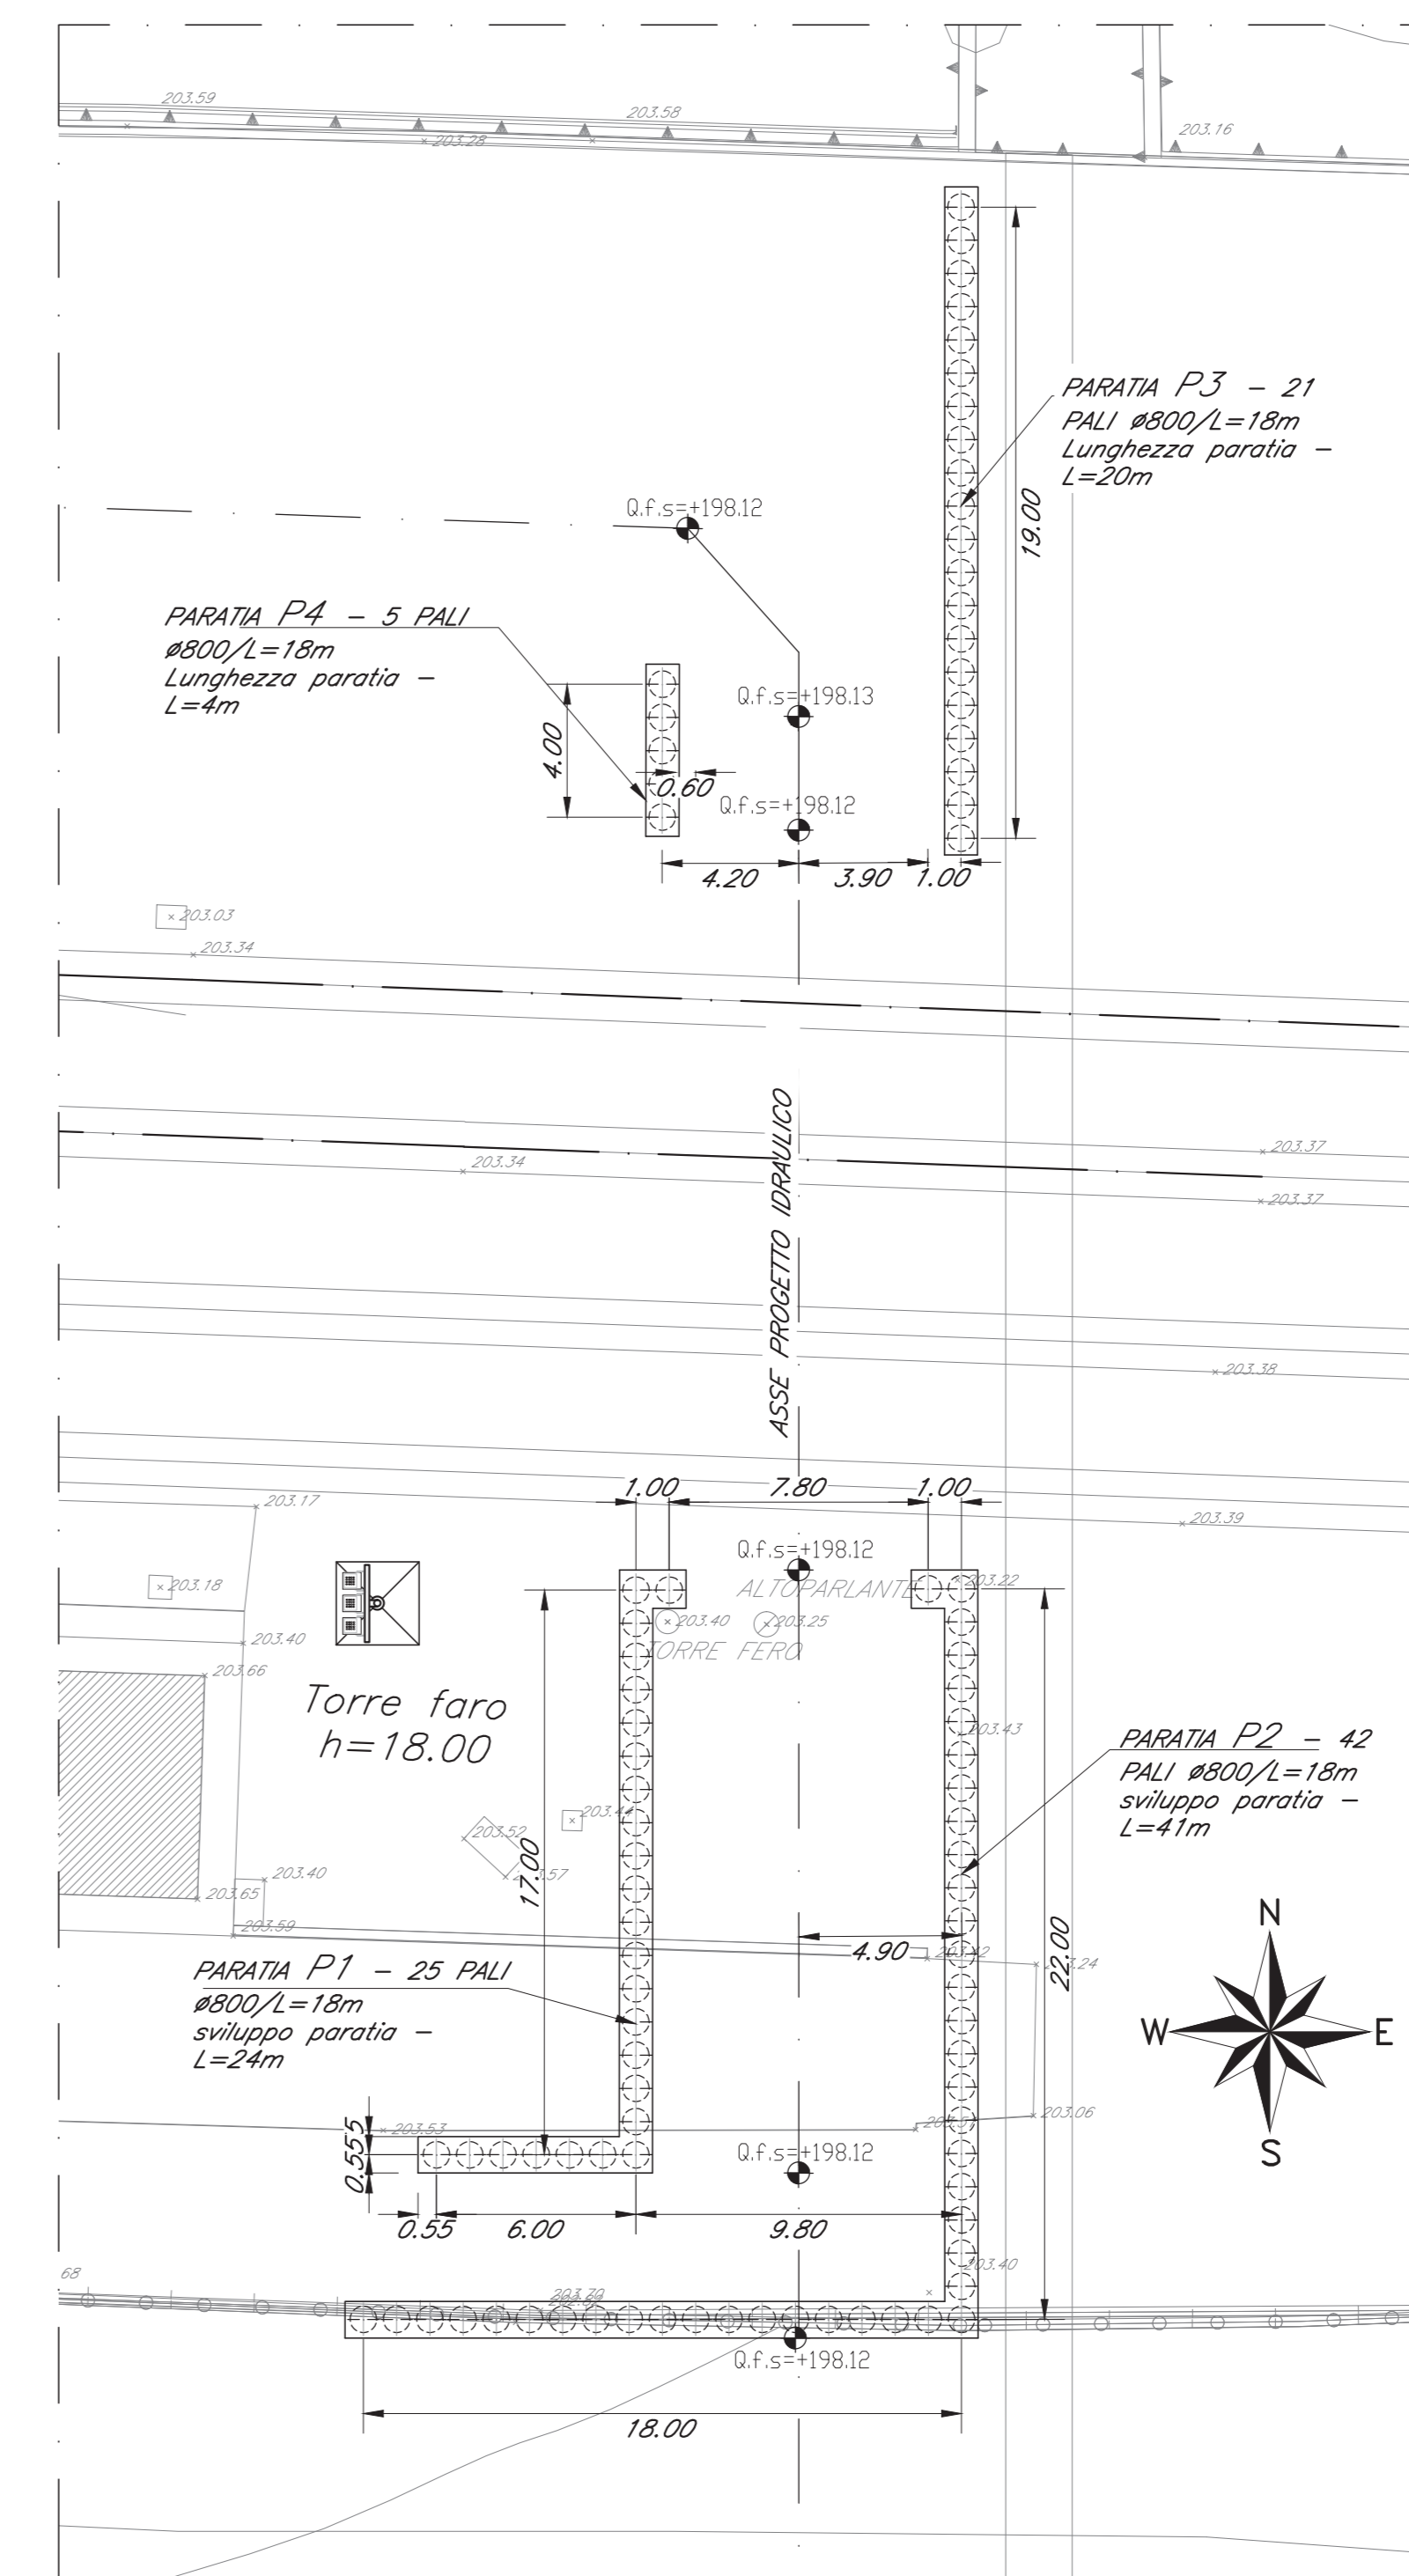 203.59
203.58
203.28
203.16
PARATIA P3 - 21
PALI ø800/L=18m
Lunghezza paratia -
L=20m
19.00
Q.f.s=+198.12
PARATIA P4 - 5 PALI
ø800/L=18m
Lunghezza paratia -
L=4m
Q.f.s=+198.13
4.00
0.60
Q.f.s=+198.12
4.20
3.90
1.00
203.03
203.34
ASSE PROGETTO IDRAULICO
203.37
203.34
203.37
203.38
1.00
7.80
1.00
203.17
203.39
Q.f.s=+198.12
203.18
ALTOPARLANTE
203.22
203.40
203.25
203.40
TORRE FERO
203.66
Torre faro
h=18.00
203.43
PARATIA P2 - 42
PALI ø800/L=18m
sviluppo paratia -
L=41m
203.44
203.52
17.00
203.40
203.65
203.59
N
W
E
S
4.90
22.00
PARATIA P1 - 25 PALI
ø800/L=18m
sviluppo paratia -
L=24m
203.06
203.53
Q.f.s=+198.12
0.55
0.55
6.00
9.80
203.40
68
Q.f.s=+198.12
18.00